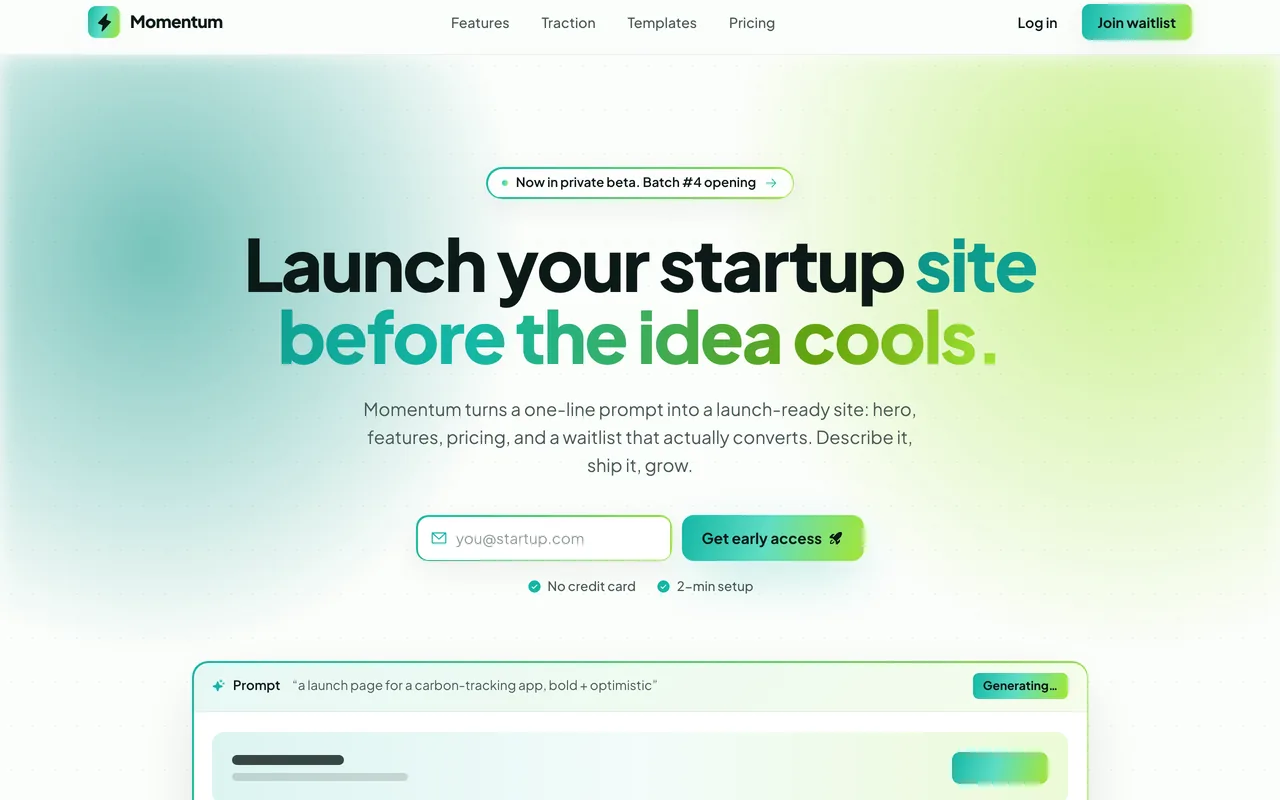 Momentum
Features
Traction
Templates
Pricing
Log in
Join waitlist
Now in private beta. Batch #4 opening →
Launch your startup site
before the idea cools.
Momentum turns a one-line prompt into a launch-ready site: hero,
features, pricing, and a waitlist that actually converts. Describe it,
ship it, grow.
you@startup.com
Get early access
No credit card
2-min setup
Prompt
“a launch page for a carbon-tracking app, bold + optimistic”
Generating…